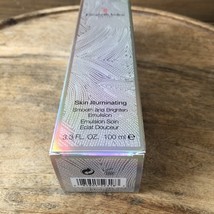 Skin Illuminating
Smooth and Brighten
Emulsion
Emulsion Soin
Éclat Douceur
3.3 FL. OZ. 100 ml e